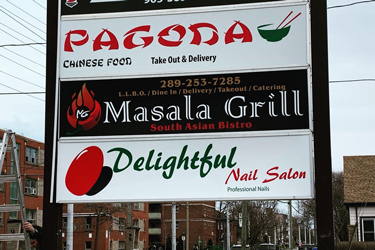 PAGODA
CHINESE FOOD Take Out & Delivery
289-253-7285
L.L.B.O. / Dine In / Delivery / Takeout / Catering
MG Masala Grill
South Asian Bistro
Delightful
Nail Salon
Professional Nails